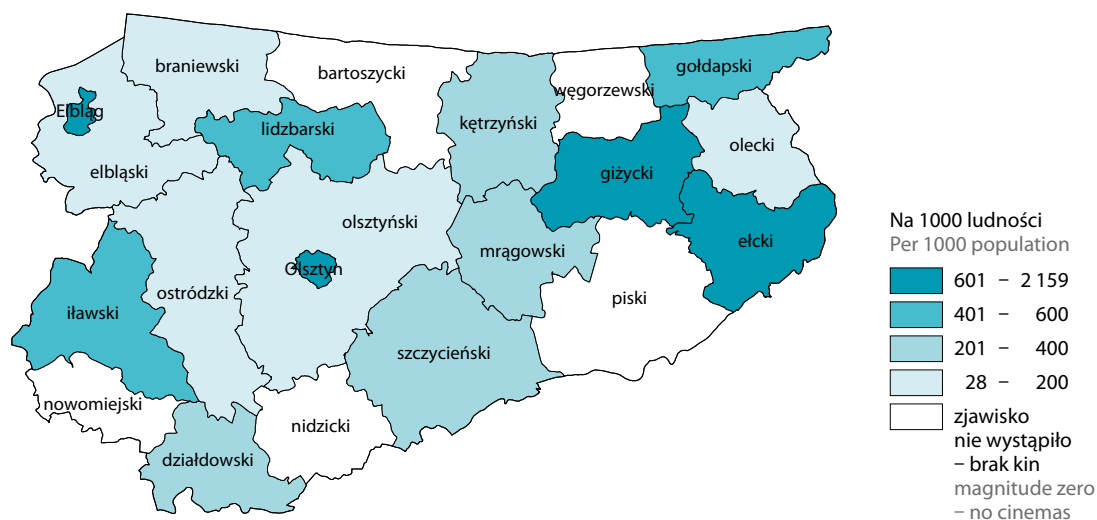 braniewski
bartoszycki
gołdapski
węgorzewski
Elbląg
kętrzyński
lidzbarski
olecki
elbląski
giżycki
olsztyński
ełcki
mrągowski
Olsztyn
ostródzki
piski
iławski
szczycieński
nowomiejski
nidzicki
działdowski
Na 1000 ludności
Per 1000 population
601 – 2 159
401 – 600
201 – 400
28 – 200
zjawisko
nie wystąpiło
– brak kin
magnitude zero
– no cinemas